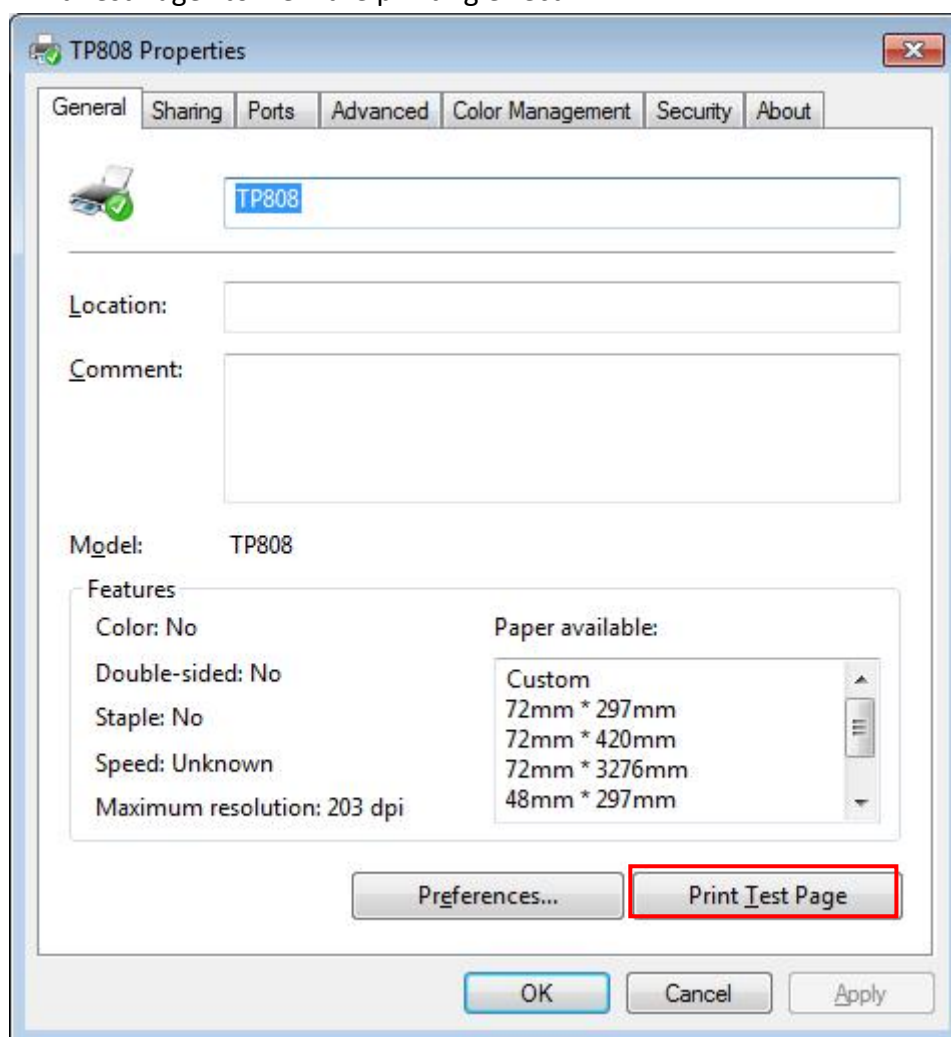 TP808 Properties
General Sharing Ports Advanced Color Management Security About
TP808
Location:
Comment:
Model: TP808
Features
Color: No
Double-sided: No
Staple: No
Speed: Unknown
Maximum resolution: 203 dpi
Paper available:
Custom
72mm * 297mm
72mm * 420mm
72mm * 3276mm
48mm * 297mm
Preferences... Print Test Page
OK Cancel Apply